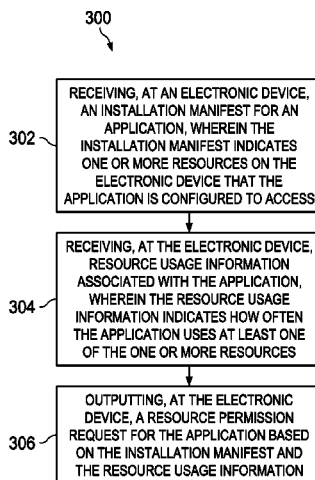 300
302
RECEIVING, AT AN ELECTRONIC DEVICE,
AN INSTALLATION MANIFEST FOR AN
APPLICATION, WHEREIN THE
INSTALLATION MANIFEST INDICATES
ONE OR MORE RESOURCES ON THE
ELECTRONIC DEVICE THAT THE
APPLICATION IS CONFIGURED TO ACCESS
304
RECEIVING, AT THE ELECTRONIC DEVICE,
RESOURCE USAGE INFORMATION
ASSOCIATED WITH THE APPLICATION,
WHEREIN THE RESOURCE USAGE
INFORMATION INDICATES HOW OFTEN
THE APPLICATION USES AT LEAST ONE
OF THE ONE OR MORE RESOURCES
306
OUTPUTTING, AT THE ELECTRONIC
DEVICE, A RESOURCE PERMISSION
REQUEST FOR THE APPLICATION BASED
ON THE INSTALLATION MANIFEST AND
THE RESOURCE USAGE INFORMATION